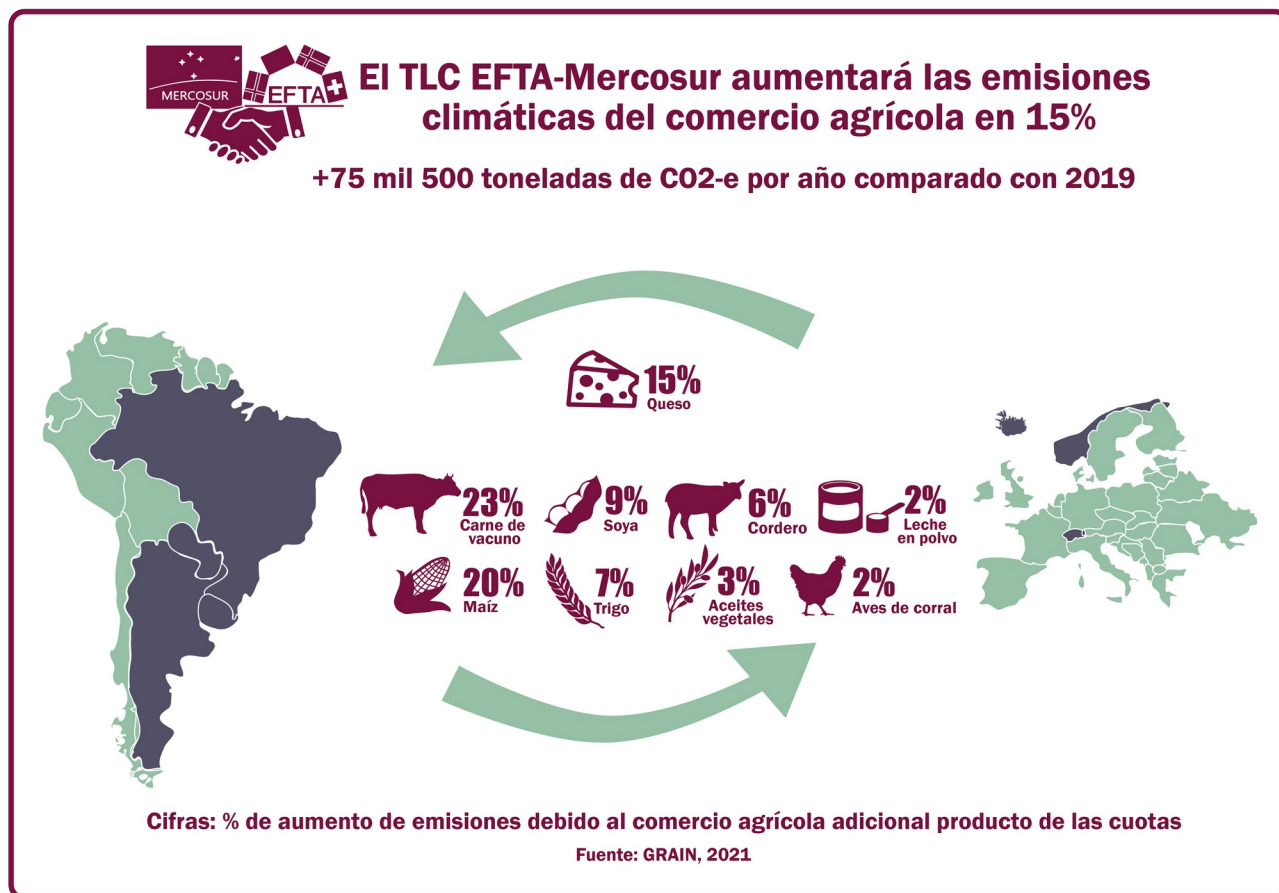 MERCOSUR
EFTA
El TLC EFTA-Mercosur aumentará las emisiones
climáticas del comercio agrícola en 15%
+75 mil 500 toneladas de CO2-e por año comparado con 2019
15%
Queso
23%
Carne de
vacuno
9%
Soya
6%
Cordero
2%
Leche
en polvo
20%
Maíz
7%
Trigo
3%
Aceites
vegetales
2%
Aves de corral
Cifras: % de aumento de emisiones debido al comercio agrícola adicional producto de las cuotas
Fuente: GRAIN, 2021